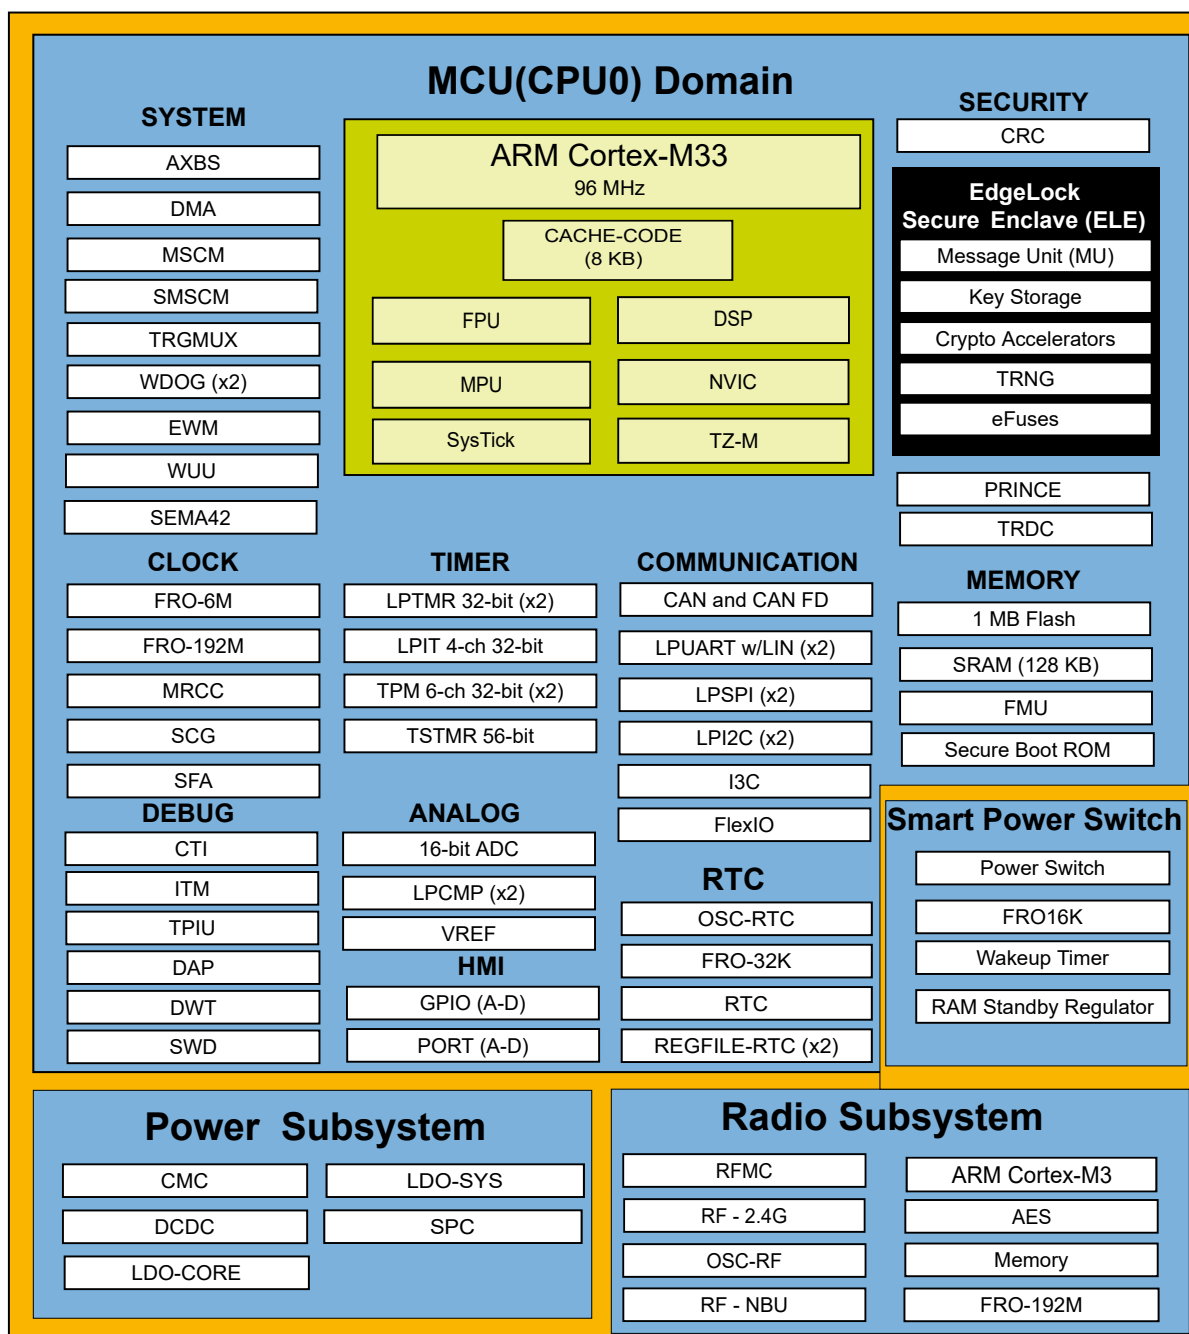 MCU(CPU0) Domain
SYSTEM
AXBS
DMA
MSCM
SMSCM
TRGMUX
WDOG (x2)
EWM
WUU
SEMA42
ARM Cortex-M33
96 MHz
CACHE-CODE
(8 KB)
FPU
DSP
MPU
NVIC
SysTick
TZ-M
SECURITY
CRC
EdgeLock
Secure Enclave (ELE)
Message Unit (MU)
Key Storage
Crypto Accelerators
TRNG
eFuses
PRINCE
TRDC
CLOCK
FRO-6M
FRO-192M
MRCC
SCG
SFA
TIMER
LPTMR 32-bit (x2)
LPIT 4-ch 32-bit
TPM 6-ch 32-bit (x2)
TSTMR 56-bit
COMMUNICATION
CAN and CAN FD
LPUART w/LIN (x2)
LPSPI (x2)
LPI2C (x2)
I3C
FlexIO
MEMORY
1 MB Flash
SRAM (128 KB)
FMU
Secure Boot ROM
DEBUG
CTI
ITM
TPIU
DAP
DWT
SWD
ANALOG
16-bit ADC
LPCMP (x2)
VREF
HMI
GPIO (A-D)
PORT (A-D)
RTC
OSC-RTC
FRO-32K
RTC
REGFILE-RTC (x2)
Smart Power Switch
Power Switch
FRO16K
Wakeup Timer
RAM Standby Regulator
Power Subsystem
CMC
LDO-SYS
DCDC
SPC
LDO-CORE
Radio Subsystem
RFMC
ARM Cortex-M3
RF - 2.4G
AES
OSC-RF
Memory
RF - NBU
FRO-192M